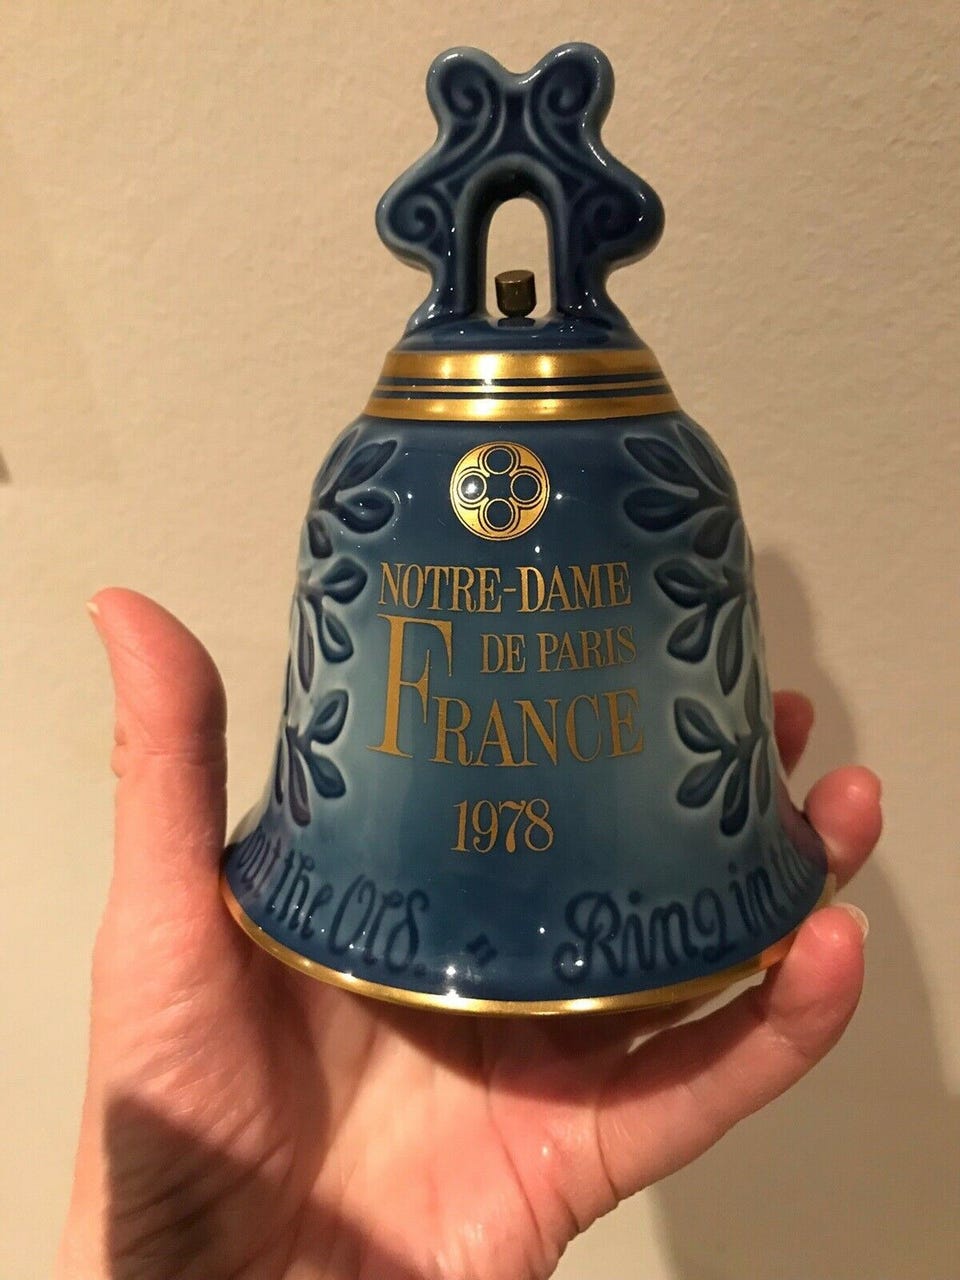 NOTRE-DAME
DE PARIS
FRANCE
1978
out the Old. " Ring in